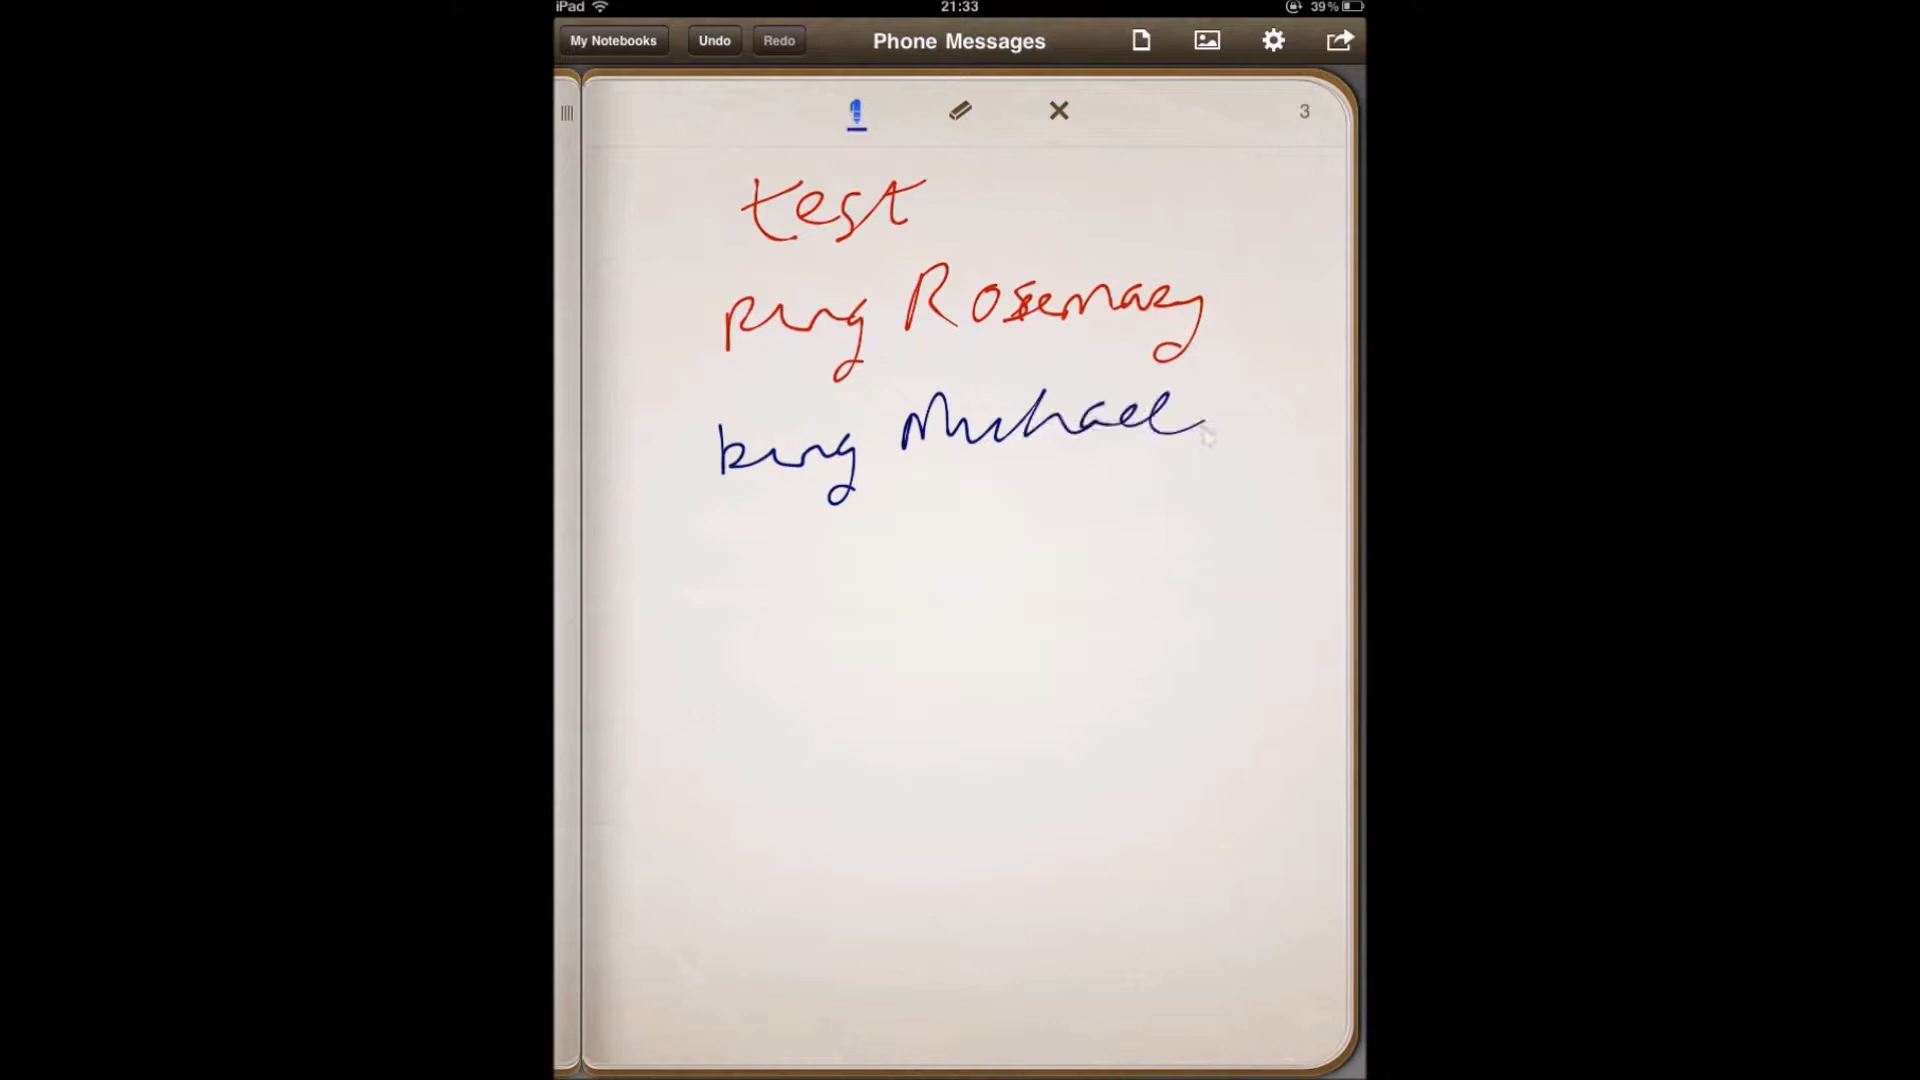 iPad 21:33 39%
My Notebooks Undo Redo Phone Messages
3
test
ring Rosemary
ring Michael